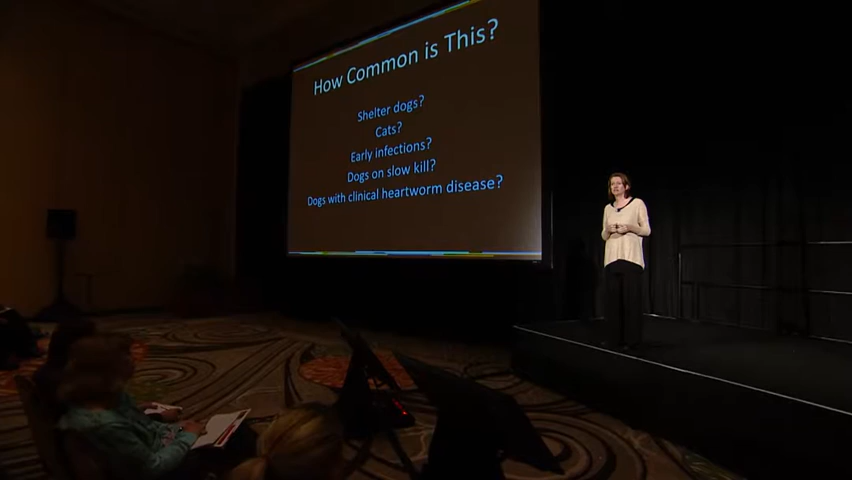 How Common is This?
Shelter dogs?
Cats?
Early infections?
Dogs on slow kill?
Dogs with clinical heartworm disease?